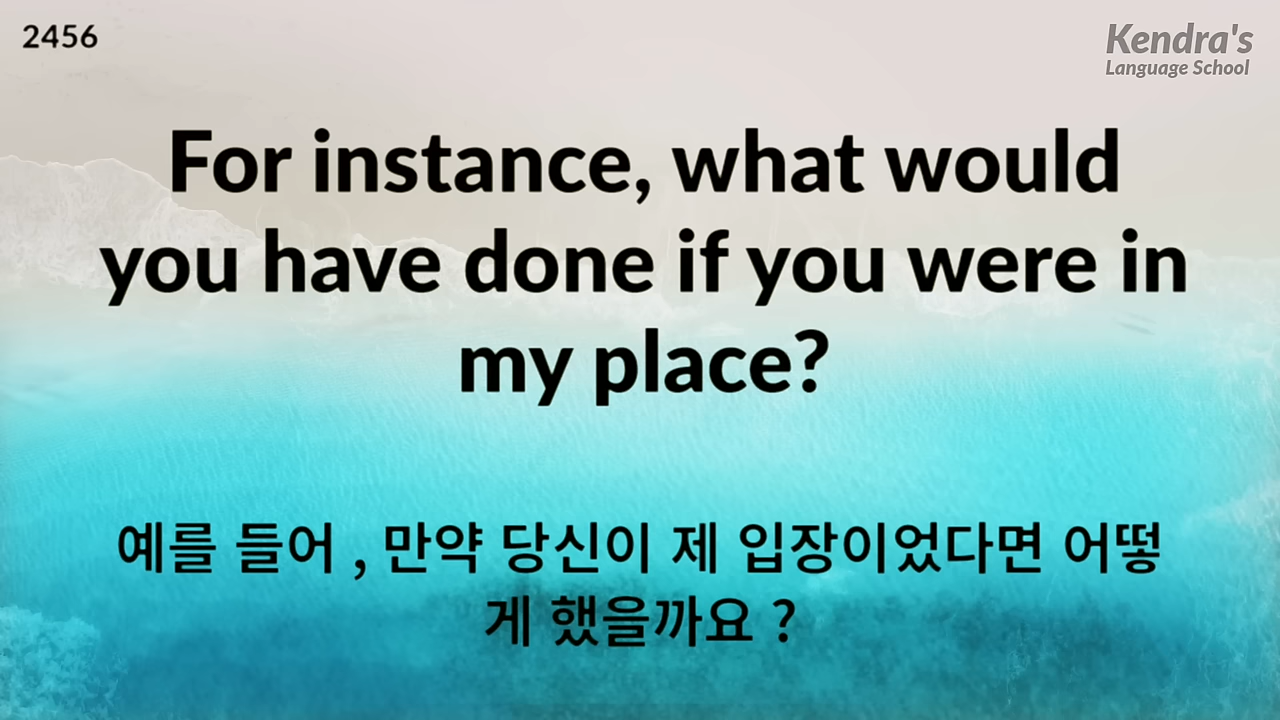 2456
Kendra's
Language School
For instance, what would
you have done if you were in
my place?
예를 들어 , 만약 당신이 제 입장이었다면 어떻
게 했을까요 ?